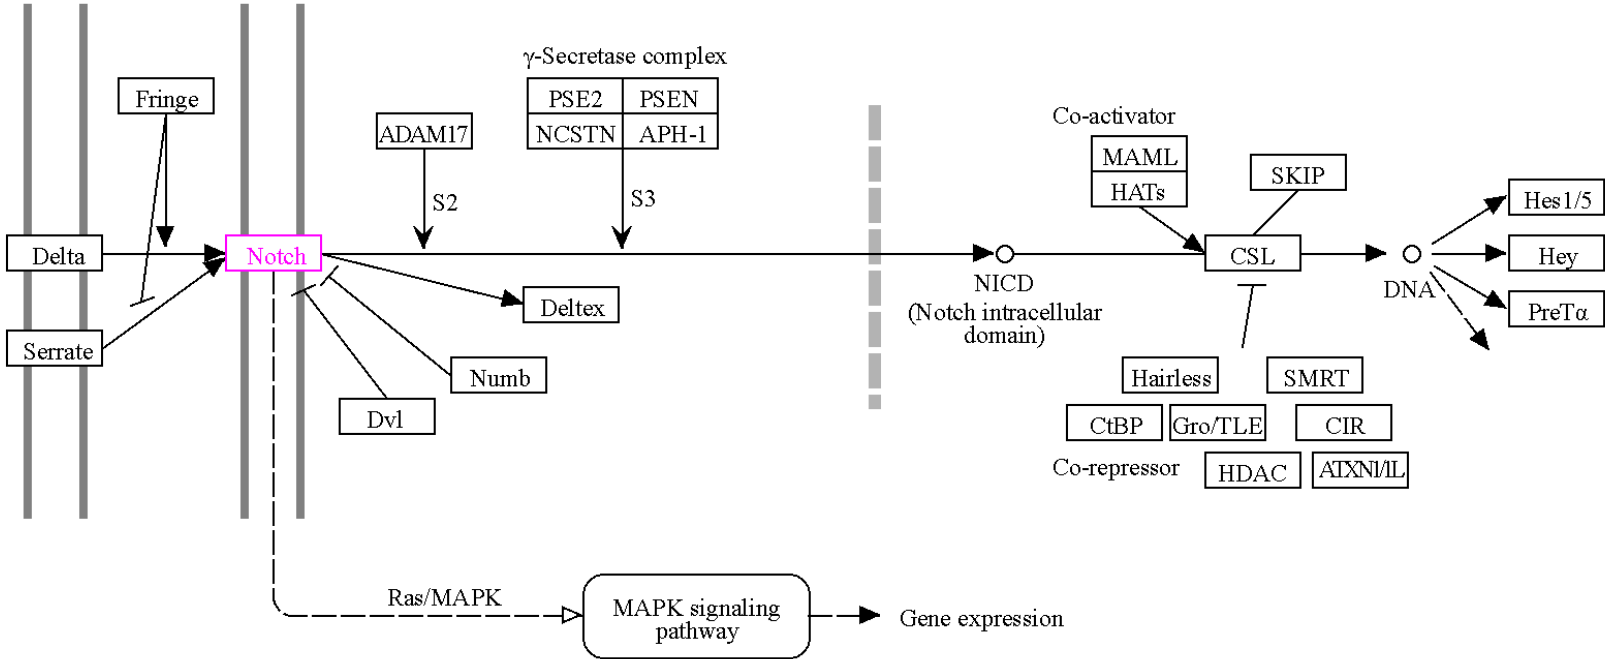 γ-Secretase complex
Fringe
PSE2
PSEN
ADAM17
NCSTN
APH-1
Co-activator
MAML
HATs
SKIP
S2
S3
Hes1/5
Delta
Notch
CSL
Hey
NICD
(Notch intracellular
domain)
DNA
Deltex
PreTα
Serrate
Numb
Dvl
Hairless
SMRT
CtBP
Gro/TLE
CIR
Co-repressor
HDAC
ATXN1/1L
Ras/MAPK
MAPK signaling
pathway
Gene expression